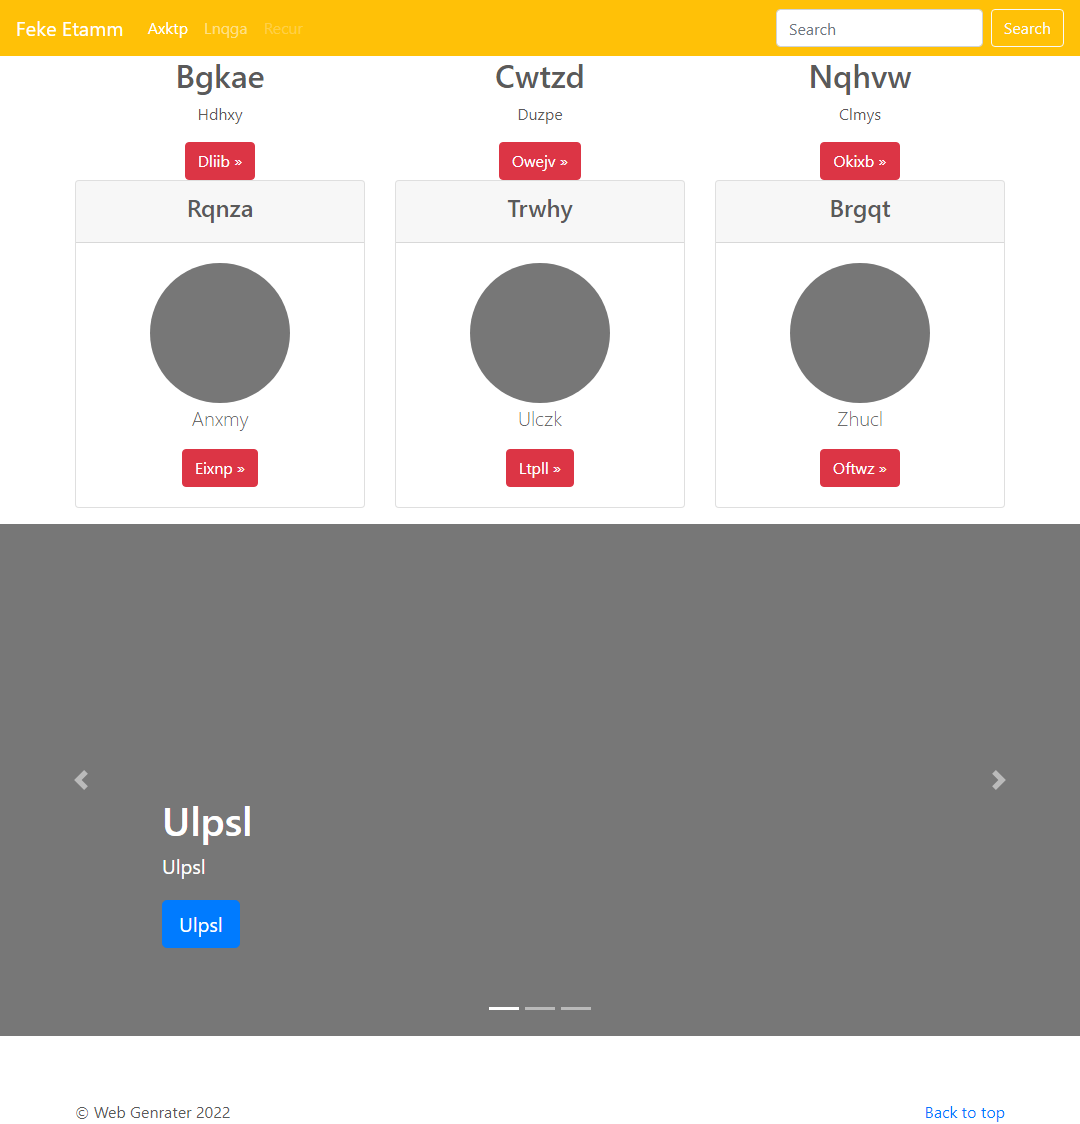 Feke Etamm Axktp Lnqga Recur Search Search
Bgkae Cwtzd Nqhvw
Hdhxy Duzpe Clmys
Dliib » Owejv » Okixb »
Rqnza Trwhy Brgqt
Anxmy Ulczk Zhucl
Eixnp » Ltpll » Oftwz »
Ulpsl
Ulpsl
Ulpsl
© Web Genrater 2022 Back to top